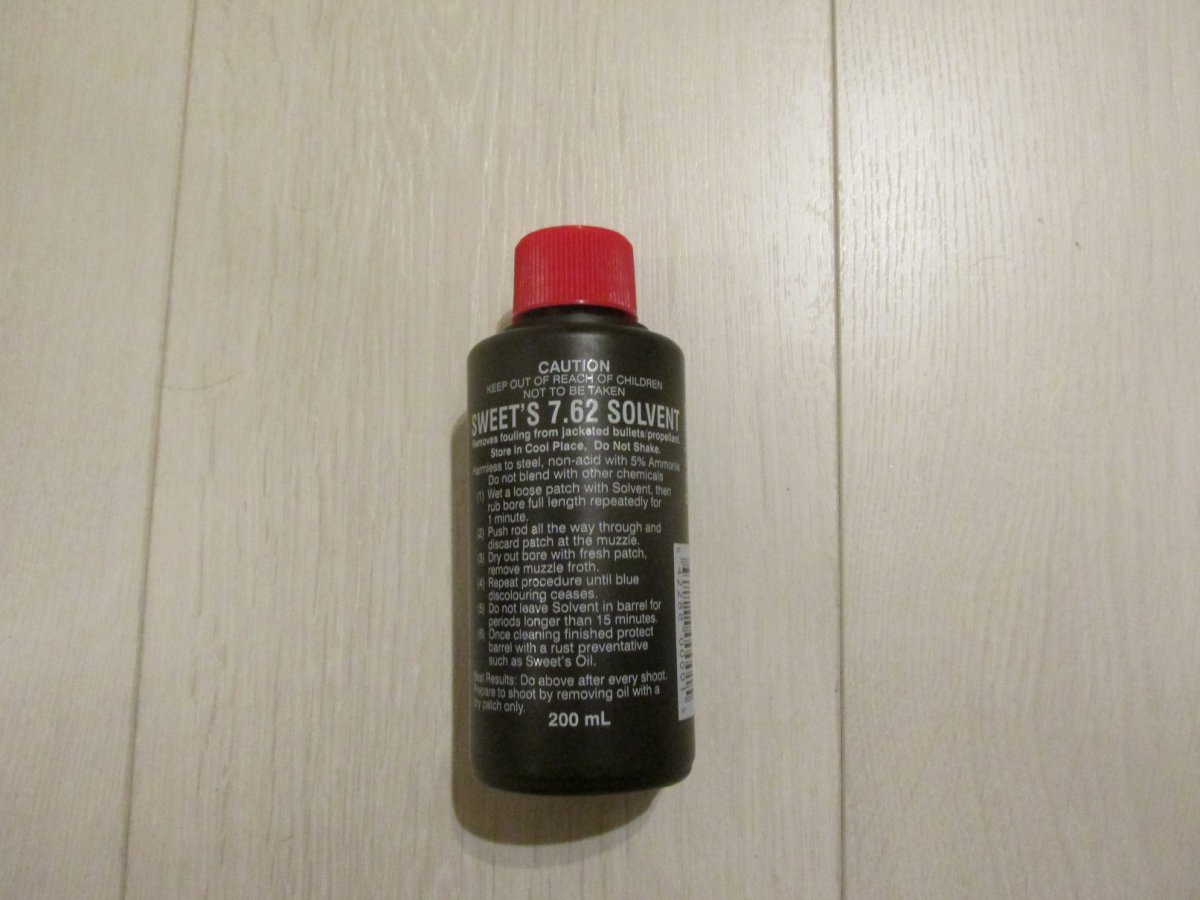 CAUTION
KEEP OUT OF REACH OF CHILDREN
NOT TO BE TAKEN
SWEET'S 7.62 SOLVENT
Removes fouling from jacketed bullets/propellant.
Store in Cool Place, Do Not Shake.
Harmless to steel, non-acid with 5% Ammonia
Do not blend with other chemicals
(1) Wet a loose patch with Solvent, then
rub bore full length repeatedly for
1 minute.
(2) Push rod all the way through and
discard patch at the muzzle.
(3) Dry out bore with fresh patch,
remove muzzle froth.
(4) Repeat procedure until blue
discolouring ceases.
(5) Do not leave Solvent in barrel for
periods longer than 15 minutes.
(6) Once cleaning finished protect
barrel with a rust preventative
such as Sweet's Oil.
Best Results: Do above after every shoot.
Prepare to shoot by removing oil with a
dry patch only.
200 mL